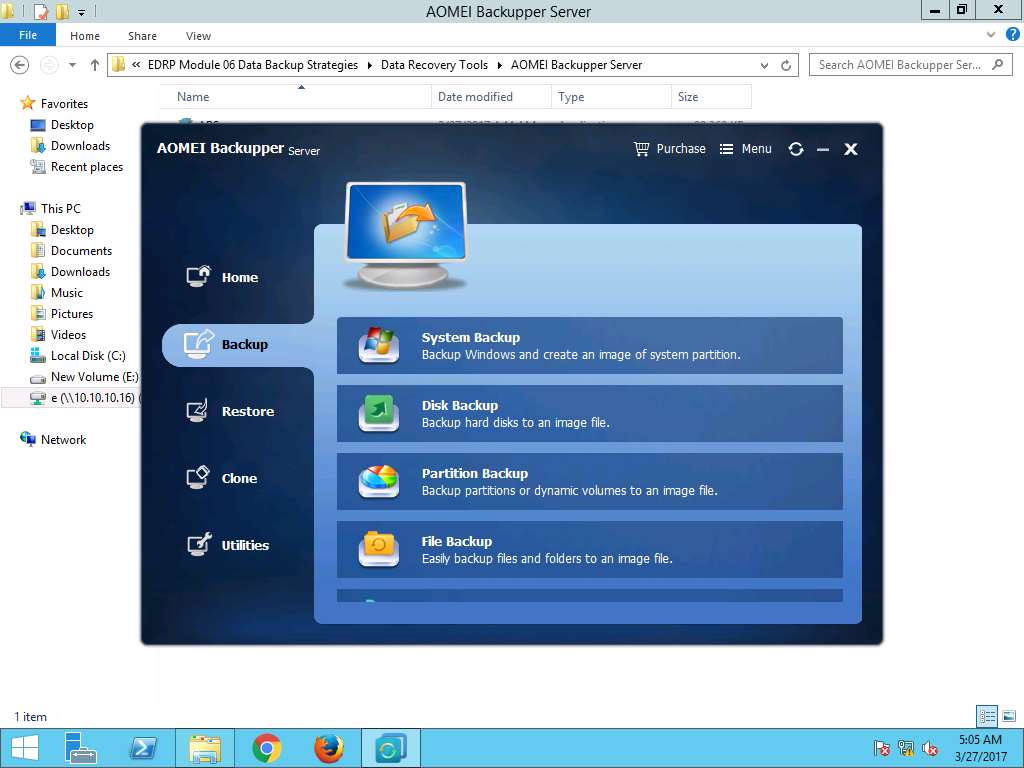 AOMEI Backupper Server
File
Home
Share
View
« EDRP Module 06 Data Backup Strategies
Data Recovery Tools
AOMEI Backupper Server
Search AOMEI Backupper Ser...
Name
Date modified
Type
Size
Favorites
Desktop
Downloads
Recent places
This PC
Desktop
Documents
Downloads
Music
Pictures
Videos
Local Disk (C:)
New Volume (E:)
e (\\10.10.10.16) (
Network
AOMEI Backupper Server
Purchase
Menu
Home
Backup
Restore
Clone
Utilities
System Backup
Backup Windows and create an image of system partition.
Disk Backup
Backup hard disks to an image file.
Partition Backup
Backup partitions or dynamic volumes to an image file.
File Backup
Easily backup files and folders to an image file.
1 item
5:05 AM
3/27/2017